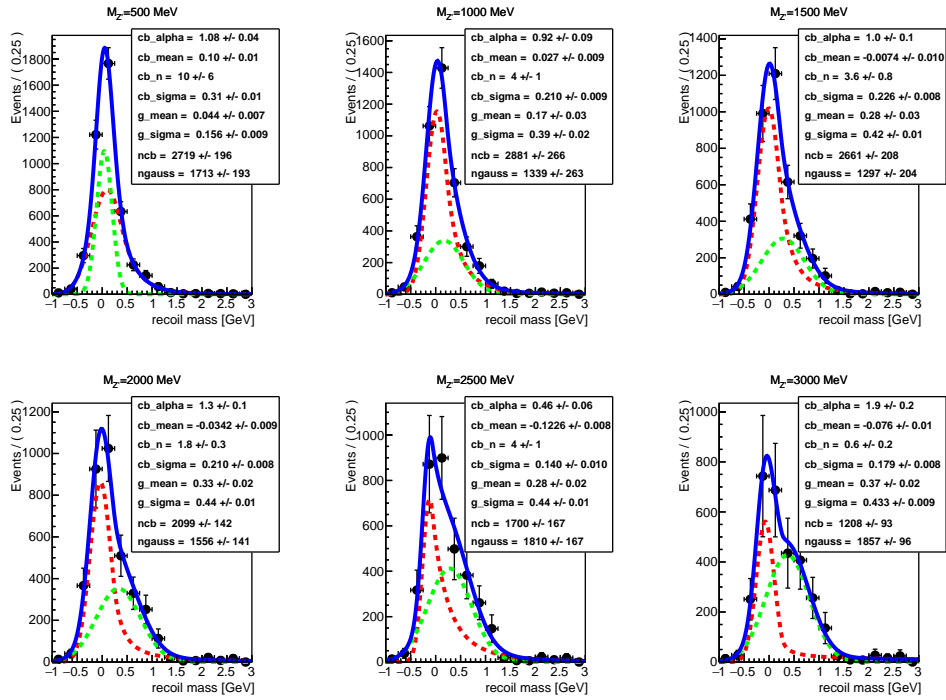 M_Z'=500 MeV
Events / ( 0.25 )
1800
1600
1400
1200
1000
800
600
400
200
0
cb_alpha = 1.08 +/- 0.04
cb_mean = 0.10 +/- 0.01
cb_n = 10 +/- 6
cb_sigma = 0.31 +/- 0.01
g_mean = 0.044 +/- 0.007
g_sigma = 0.156 +/- 0.009
ncb = 2719 +/- 196
ngauss = 1713 +/- 193
−1 −0.5 0 0.5 1 1.5 2 2.5 3
recoil mass [GeV]
M_Z'=1000 MeV
Events / ( 0.25 )
1600
1400
1200
1000
800
600
400
200
0
cb_alpha = 0.92 +/- 0.09
cb_mean = 0.027 +/- 0.009
cb_n = 4 +/- 1
cb_sigma = 0.210 +/- 0.009
g_mean = 0.17 +/- 0.03
g_sigma = 0.39 +/- 0.02
ncb = 2881 +/- 266
ngauss = 1339 +/- 263
−1 −0.5 0 0.5 1 1.5 2 2.5 3
recoil mass [GeV]
M_Z'=1500 MeV
Events / ( 0.25 )
1400
1200
1000
800
600
400
200
0
cb_alpha = 1.0 +/- 0.1
cb_mean = -0.0074 +/- 0.010
cb_n = 3.6 +/- 0.8
cb_sigma = 0.226 +/- 0.008
g_mean = 0.28 +/- 0.03
g_sigma = 0.42 +/- 0.01
ncb = 2661 +/- 208
ngauss = 1297 +/- 204
−1 −0.5 0 0.5 1 1.5 2 2.5 3
recoil mass [GeV]
M_Z'=2000 MeV
Events / ( 0.25 )
1200
1000
800
600
400
200
0
cb_alpha = 1.3 +/- 0.1
cb_mean = -0.0342 +/- 0.009
cb_n = 1.8 +/- 0.3
cb_sigma = 0.210 +/- 0.008
g_mean = 0.33 +/- 0.02
g_sigma = 0.44 +/- 0.01
ncb = 2099 +/- 142
ngauss = 1556 +/- 141
−1 −0.5 0 0.5 1 1.5 2 2.5 3
recoil mass [GeV]
M_Z'=2500 MeV
Events / ( 0.25 )
1000
800
600
400
200
0
cb_alpha = 0.46 +/- 0.06
cb_mean = -0.1226 +/- 0.008
cb_n = 4 +/- 1
cb_sigma = 0.140 +/- 0.010
g_mean = 0.28 +/- 0.02
g_sigma = 0.44 +/- 0.01
ncb = 1700 +/- 167
ngauss = 1810 +/- 167
−1 −0.5 0 0.5 1 1.5 2 2.5 3
recoil mass [GeV]
M_Z'=3000 MeV
Events / ( 0.25 )
1000
800
600
400
200
0
cb_alpha = 1.9 +/- 0.2
cb_mean = -0.076 +/- 0.01
cb_n = 0.6 +/- 0.2
cb_sigma = 0.179 +/- 0.008
g_mean = 0.37 +/- 0.02
g_sigma = 0.433 +/- 0.009
ncb = 1208 +/- 93
ngauss = 1857 +/- 96
−1 −0.5 0 0.5 1 1.5 2 2.5 3
recoil mass [GeV]